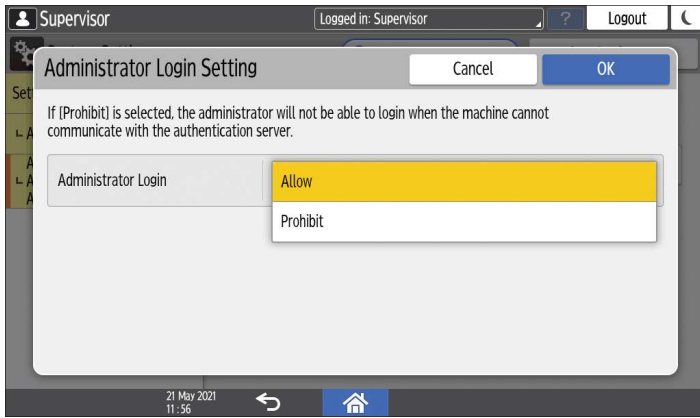 Supervisor
Logged in: Supervisor
?
Logout
Administrator Login Setting
Cancel
OK
If [Prohibit] is selected, the administrator will not be able to login when the machine cannot
communicate with the authentication server.
Administrator Login
Allow
Prohibit
21 May 2021
11 : 56